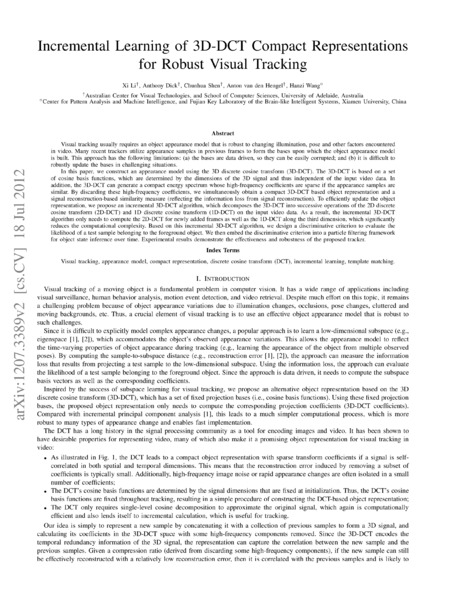 Incremental Learning of 3D-DCT Compact Representations
for Robust Visual Tracking
Xi Li†, Anthony Dick†, Chunhua Shen†, Anton van den Hengel†, Hanzi Wang°
†Australian Center for Visual Technologies, and School of Computer Sciences, University of Adelaide, Australia
°Center for Pattern Analysis and Machine Intelligence, and Fujian Key Laboratory of the Brain-like Intelligent Systems, Xiamen University, China
Abstract
Visual tracking usually requires an object appearance model that is robust to changing illumination, pose and other factors encountered
in video. Many recent trackers utilize appearance samples in previous frames to form the bases upon which the object appearance model
is built. This approach has the following limitations: (a) the bases are data driven, so they can be easily corrupted; and (b) it is difficult to
robustly update the bases in challenging situations.
In this paper, we construct an appearance model using the 3D discrete cosine transform (3D-DCT). The 3D-DCT is based on a set
of cosine basis functions, which are determined by the dimensions of the 3D signal and thus independent of the input video data. In
addition, the 3D-DCT can generate a compact energy spectrum whose high-frequency coefficients are sparse if the appearance samples are
similar. By discarding these high-frequency coefficients, we simultaneously obtain a compact 3D-DCT based object representation and a
signal reconstruction-based similarity measure (reflecting the information loss from signal reconstruction). To efficiently update the object
representation, we propose an incremental 3D-DCT algorithm, which decomposes the 3D-DCT into successive operations of the 2D discrete
cosine transform (2D-DCT) and 1D discrete cosine transform (1D-DCT) on the input video data. As a result, the incremental 3D-DCT
algorithm only needs to compute the 2D-DCT for newly added frames as well as the 1D-DCT along the third dimension, which significantly
reduces the computational complexity. Based on this incremental 3D-DCT algorithm, we design a discriminative criterion to evaluate the
likelihood of a test sample belonging to the foreground object. We then embed the discriminative criterion into a particle filtering framework
for object state inference over time. Experimental results demonstrate the effectiveness and robustness of the proposed tracker.
Index Terms
Visual tracking, appearance model, compact representation, discrete cosine transform (DCT), incremental learning, template matching.
I. INTRODUCTION
Visual tracking of a moving object is a fundamental problem in computer vision. It has a wide range of applications including
visual surveillance, human behavior analysis, motion event detection, and video retrieval. Despite much effort on this topic, it remains
a challenging problem because of object appearance variations due to illumination changes, occlusions, pose changes, cluttered and
moving backgrounds, etc. Thus, a crucial element of visual tracking is to use an effective object appearance model that is robust to
such challenges.
Since it is difficult to explicitly model complex appearance changes, a popular approach is to learn a low-dimensional subspace (e.g.,
eigenspace [1], [2]), which accommodates the object's observed appearance variations. This allows the appearance model to reflect
the time-varying properties of object appearance during tracking (e.g., learning the appearance of the object from multiple observed
poses). By computing the sample-to-subspace distance (e.g., reconstruction error [1], [2]), the approach can measure the information
loss that results from projecting a test sample to the low-dimensional subspace. Using the information loss, the approach can evaluate
the likelihood of a test sample belonging to the foreground object. Since the approach is data driven, it needs to compute the subspace
basis vectors as well as the corresponding coefficients.
Inspired by the success of subspace learning for visual tracking, we propose an alternative object representation based on the 3D
discrete cosine transform (3D-DCT), which has a set of fixed projection bases (i.e., cosine basis functions). Using these fixed projection
bases, the proposed object representation only needs to compute the corresponding projection coefficients (3D-DCT coefficients).
Compared with incremental principal component analysis [1], this leads to a much simpler computational process, which is more
robust to many types of appearance change and enables fast implementation.
The DCT has a long history in the signal processing community as a tool for encoding images and video. It has been shown to
have desirable properties for representing video, many of which also make it a promising object representation for visual tracking in
video:
• As illustrated in Fig. 1, the DCT leads to a compact object representation with sparse transform coefficients if a signal is self-
correlated in both spatial and temporal dimensions. This means that the reconstruction error induced by removing a subset of
coefficients is typically small. Additionally, high-frequency image noise or rapid appearance changes are often isolated in a small
number of coefficients;
• The DCT's cosine basis functions are determined by the signal dimensions that are fixed at initialization. Thus, the DCT's cosine
basis functions are fixed throughout tracking, resulting in a simple procedure of constructing the DCT-based object representation;
• The DCT only requires single-level cosine decomposition to approximate the original signal, which again is computationally
efficient and also lends itself to incremental calculation, which is useful for tracking.
Our idea is simply to represent a new sample by concatenating it with a collection of previous samples to form a 3D signal, and
calculating its coefficients in the 3D-DCT space with some high-frequency components removed. Since the 3D-DCT encodes the
temporal redundancy information of the 3D signal, the representation can capture the correlation between the new sample and the
previous samples. Given a compression ratio (derived from discarding some high-frequency components), if the new sample can still
be effectively reconstructed with a relatively low reconstruction error, then it is correlated with the previous samples and is likely to
arXiv:1207.3389v2 [cs.CV] 18 Jul 2012